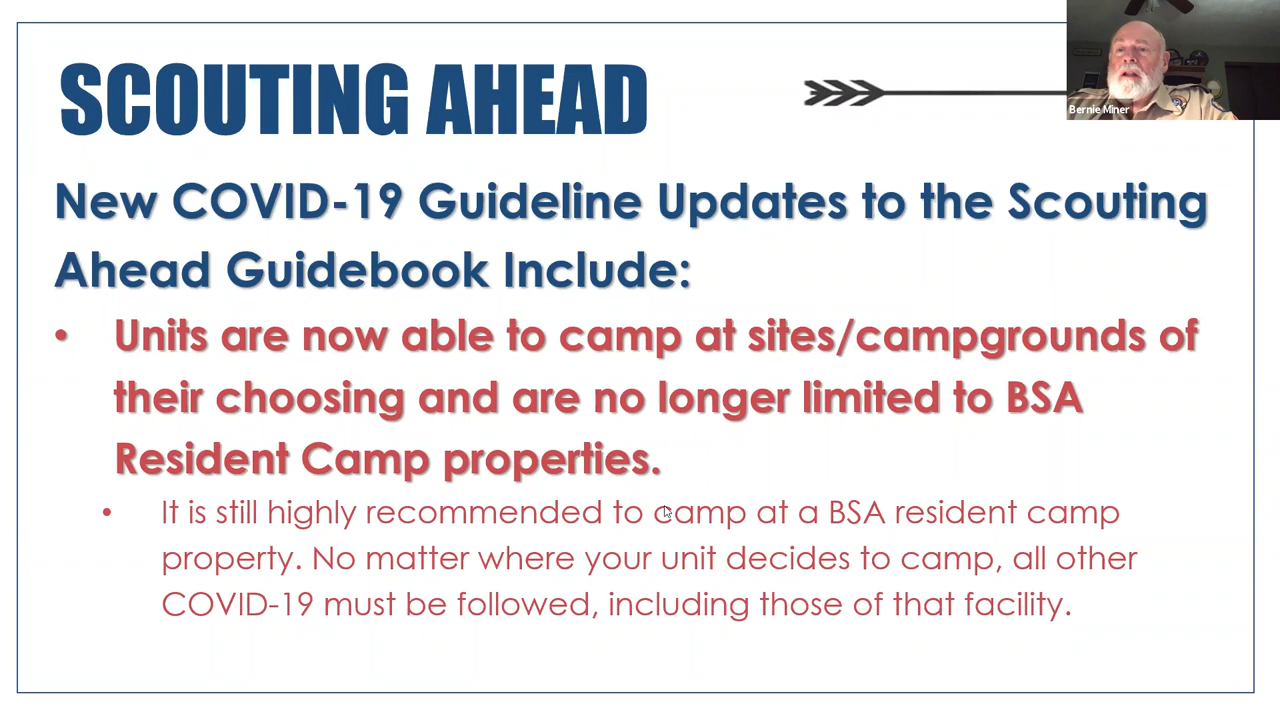 SCOUTING AHEAD
Bernie Miner
New COVID-19 Guideline Updates to the Scouting
Ahead Guidebook Include:
• Units are now able to camp at sites/campgrounds of
their choosing and are no longer limited to BSA
Resident Camp properties.
• It is still highly recommended to camp at a BSA resident camp
property. No matter where your unit decides to camp, all other
COVID-19 must be followed, including those of that facility.